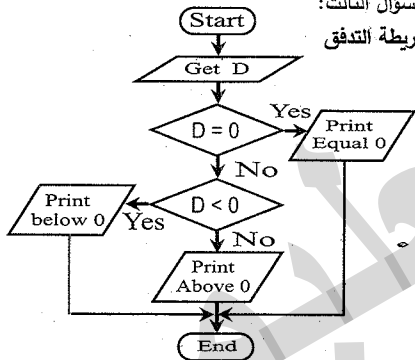 سؤال الثالث:
ريطة التدفق
Start
Get D
D = 0
Yes
Print
Equal 0
No
D < 0
Yes
Print
below 0
No
Print
Above 0
End